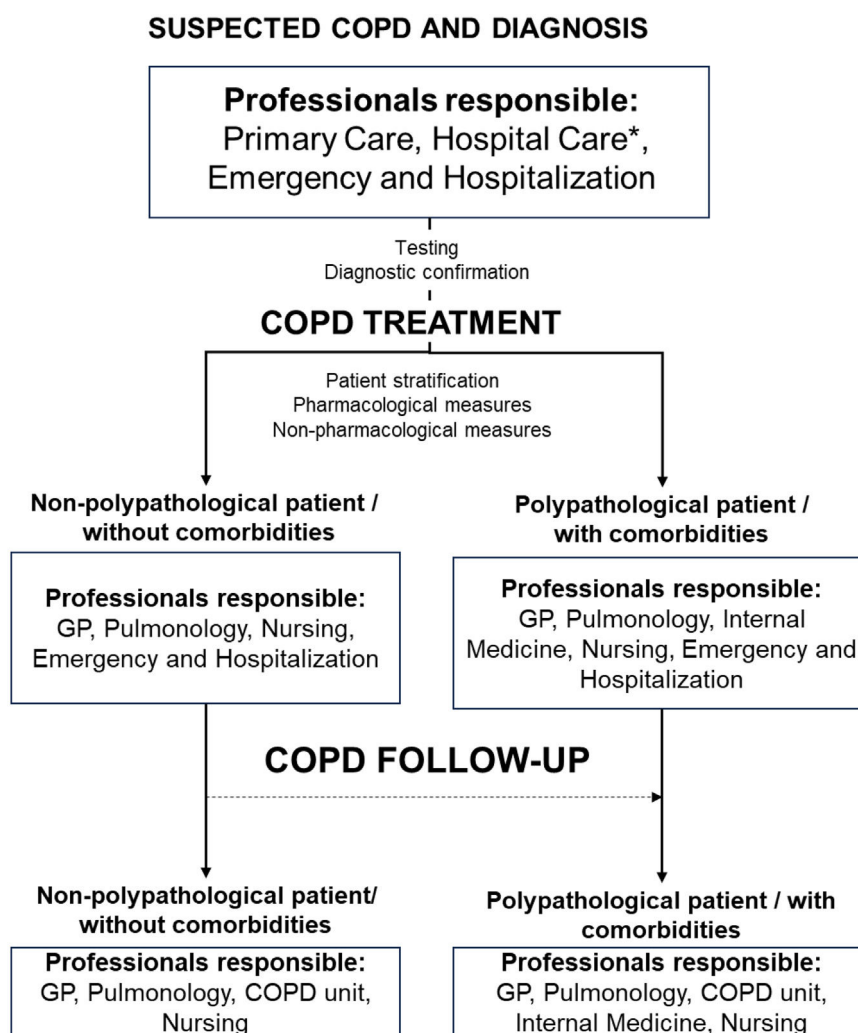 SUSPECTED COPD AND DIAGNOSIS
Professionals responsible:
Primary Care, Hospital Care*,
Emergency and Hospitalization
Testing
Diagnostic confirmation
COPD TREATMENT
Patient stratification
Pharmacological measures
Non-pharmacological measures
Non-polypathological patient /
without comorbidities
Professionals responsible:
GP, Pulmonology, Nursing,
Emergency and Hospitalization
Polypathological patient /
with comorbidities
Professionals responsible:
GP, Pulmonology, Internal
Medicine, Nursing, Emergency and
Hospitalization
COPD FOLLOW-UP
Non-polypathological patient/
without comorbidities
Professionals responsible:
GP, Pulmonology, COPD unit,
Nursing
Polypathological patient / with
comorbidities
Professionals responsible:
GP, Pulmonology, COPD unit,
Internal Medicine, Nursing